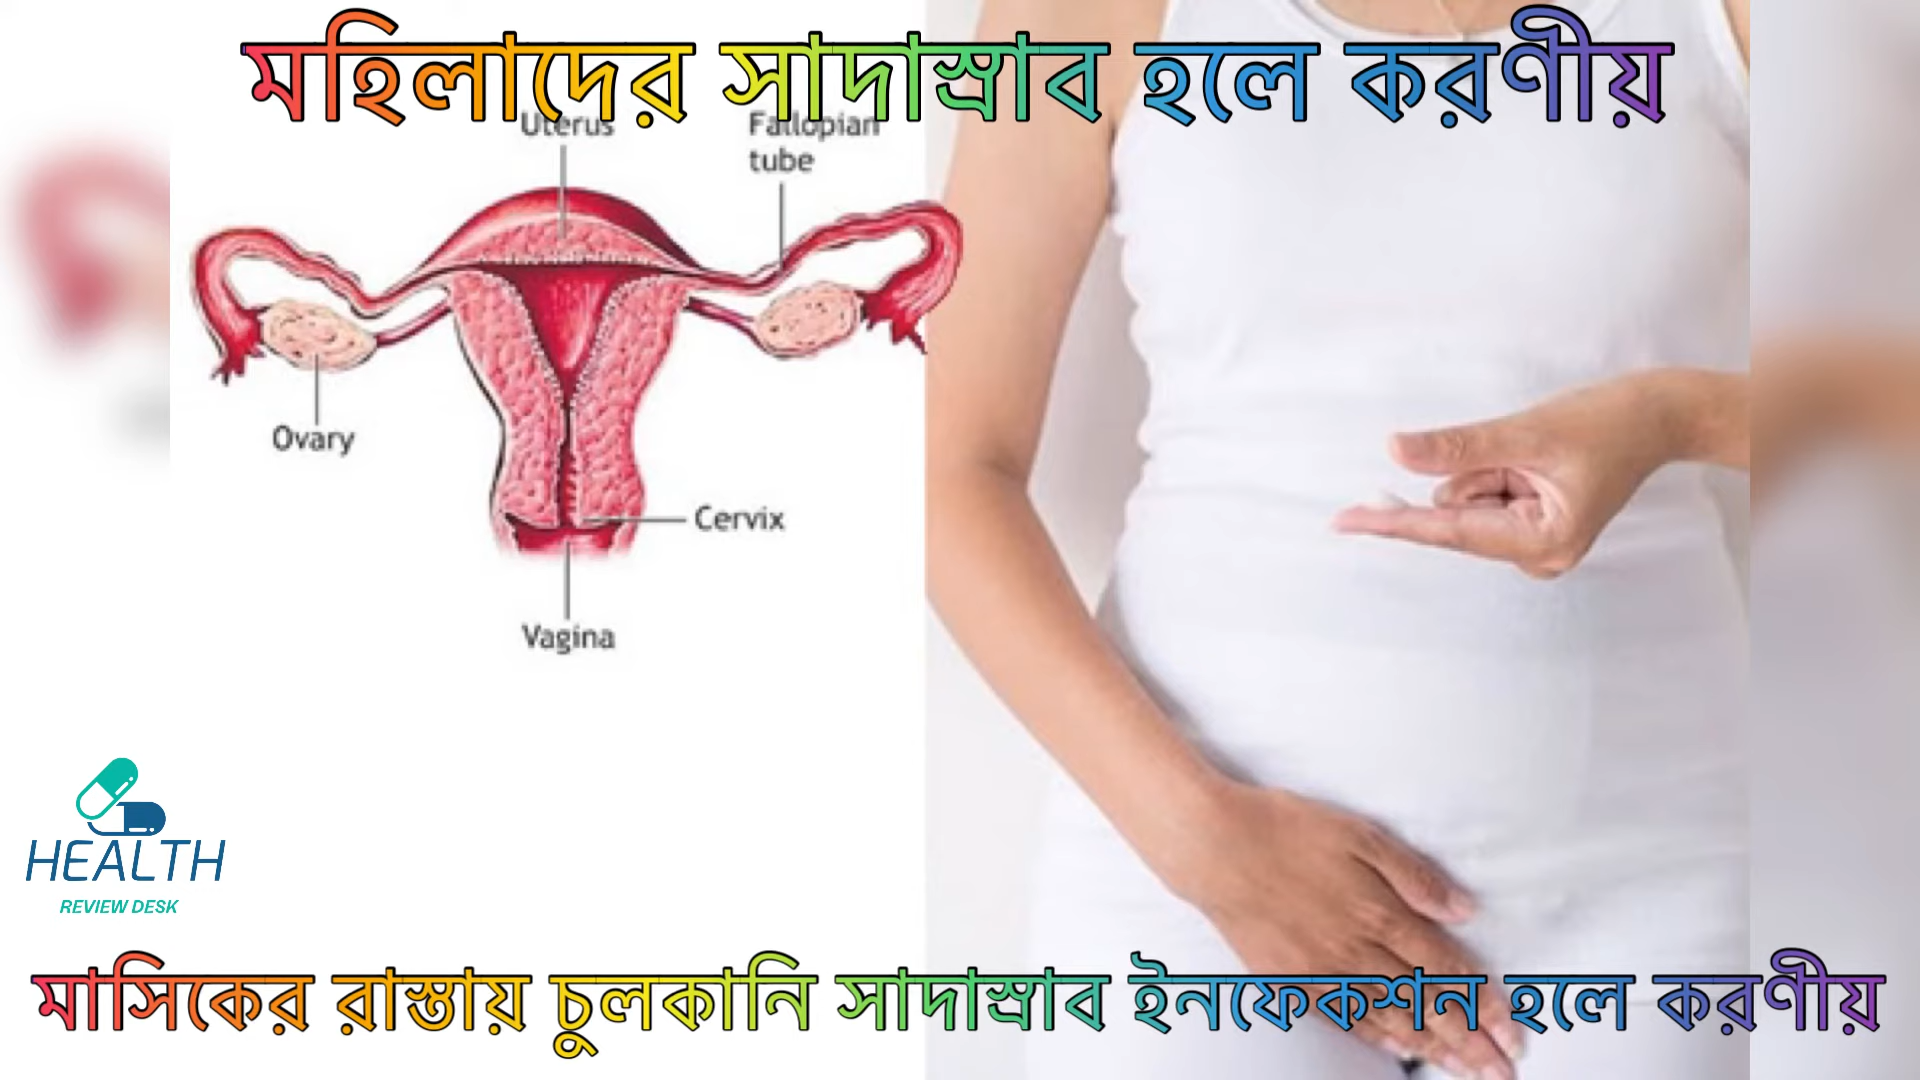 মহিলাদের সাদাস্রাব হলে করণীয়
Uterus
Fallopian
tube
Ovary
Cervix
Vagina
HEALTH
REVIEW DESK
মাসিকের রাস্তায় চুলকানি সাদাস্রাব ইনফেকশন হলে করণীয়